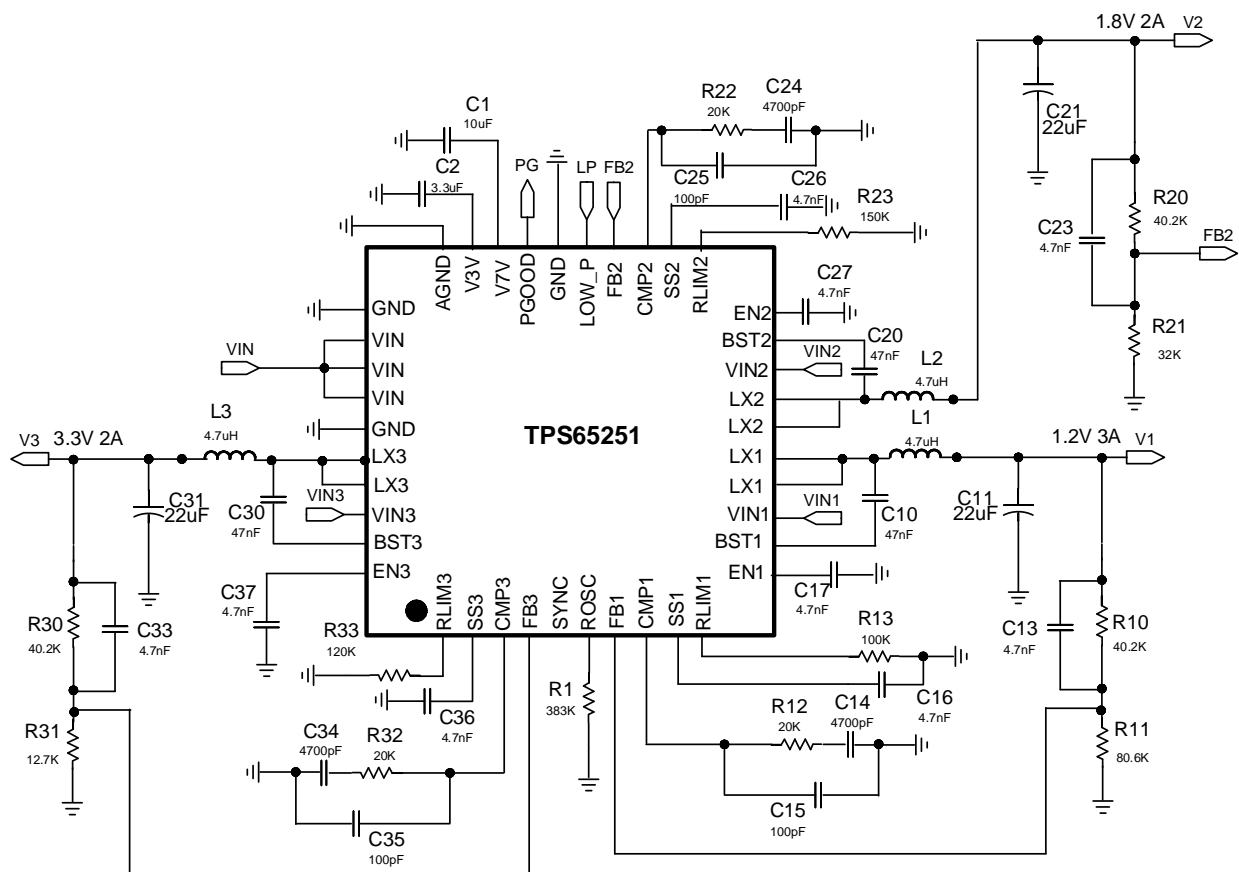 1.8V 2A V2
C24
R22 4700pF
20K
C1
10uF
C21
22uF
PG LP FB2
C2
3.3uF
C25
100pF
C26
4.7nF
R23
150K
R20
40.2K
C23
4.7nF
FB2
AGND
V3V
V7V
PGOOD
GND
LOW_P
FB2
CMP2
SS2
RLIM2
C27
4.7nF
GND
EN2
R21
32K
VIN
VIN
VIN
VIN
BST2
C20
47nF
VIN2
VIN2
L2
4.7uH
LX2
GND
LX2
TPS65251
L3
4.7uH
V3 3.3V 2A
L1
4.7uH
1.2V 3A V1
LX3
LX1
LX3
LX1
C31
22uF
C30
47nF
VIN3
VIN3
VIN1
VIN1
C10
47nF
C11
22uF
BST3
BST1
EN3
EN1
C37
4.7nF
C17
4.7nF
RLIM3
SS3
CMP3
FB3
SYNC
ROSC
FB1
CMP1
SS1
RLIM1
R30
40.2K
C33
4.7nF
R33
120K
R13
100K
C13
4.7nF
R10
40.2K
C36
4.7nF
R1
383K
C16
4.7nF
R31
12.7K
C34
4700pF
R32
20K
R12
20K
C14
4700pF
R11
80.6K
C35
100pF
C15
100pF